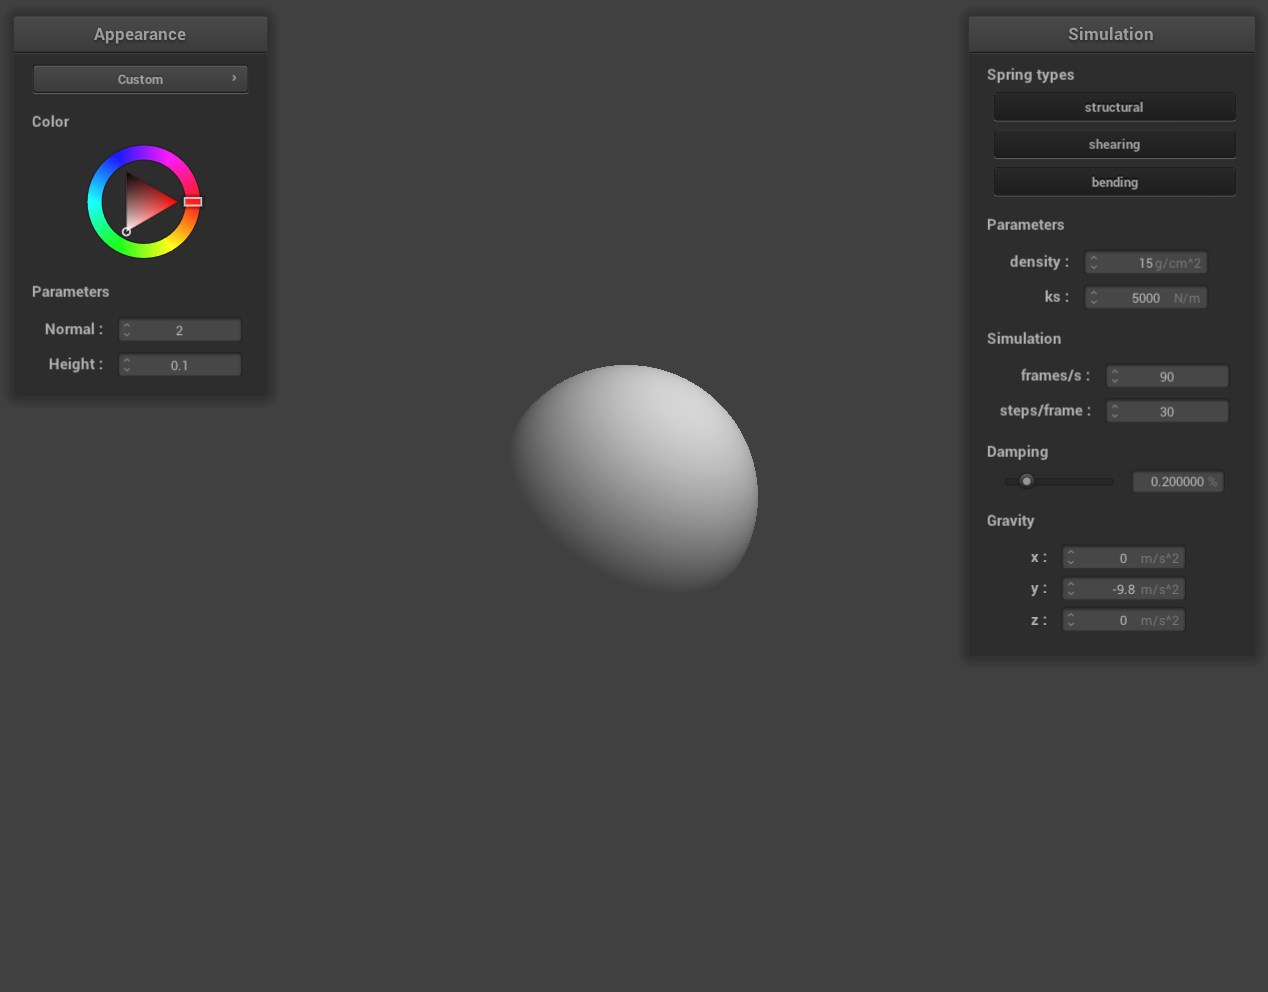 Appearance
Custom
Color
Parameters
Normal : 2
Height : 0.1
Simulation
Spring types
structural
shearing
bending
Parameters
density : 15 g/cm^2
ks : 5000 N/m
Simulation
frames/s : 90
steps/frame : 30
Damping
0.200000 %
Gravity
x : 0 m/s^2
y : -9.8 m/s^2
z : 0 m/s^2